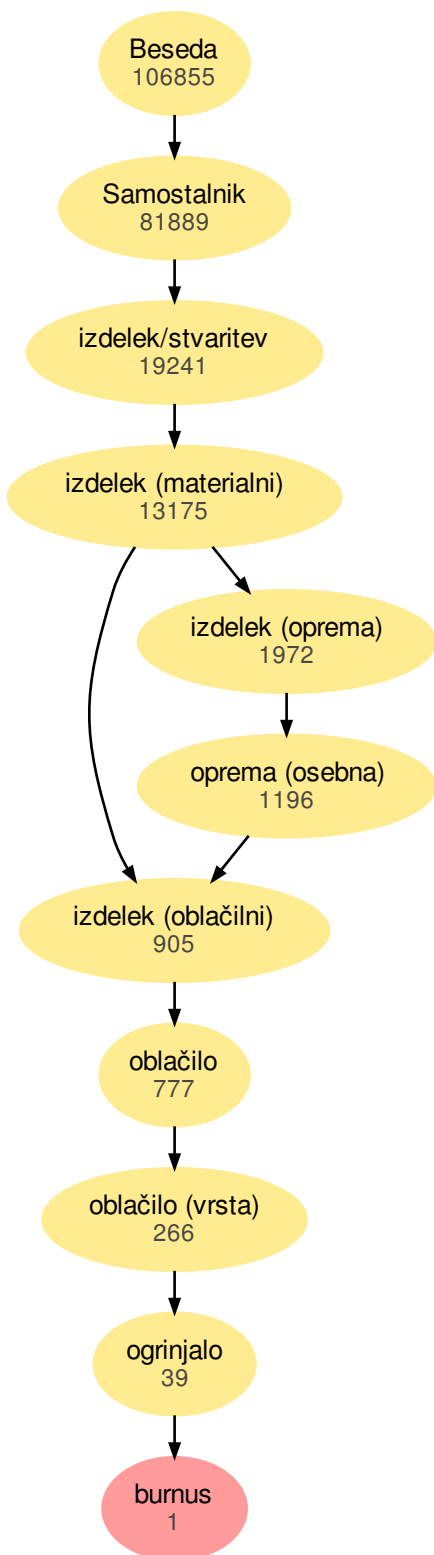 Beseda
106855
Samostalnik
81889
izdelek/stvaritev
19241
izdelek (materialni)
13175
izdelek (oprema)
1972
oprema (osebna)
1196
izdelek (oblačilni)
905
oblačilo
777
oblačilo (vrsta)
266
ogrinjalo
39
burnus
1